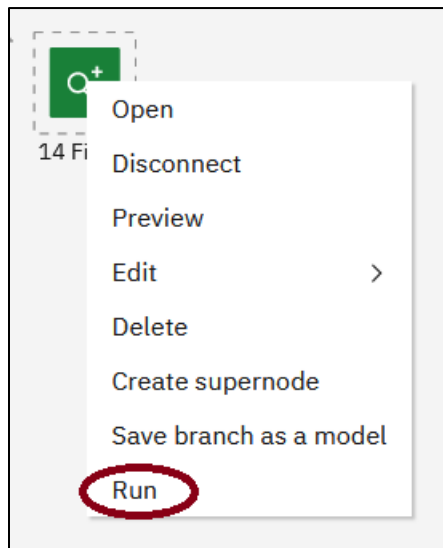 14 Fi
Open
Disconnect
Preview
Edit
Delete
Create supernode
Save branch as a model
Run